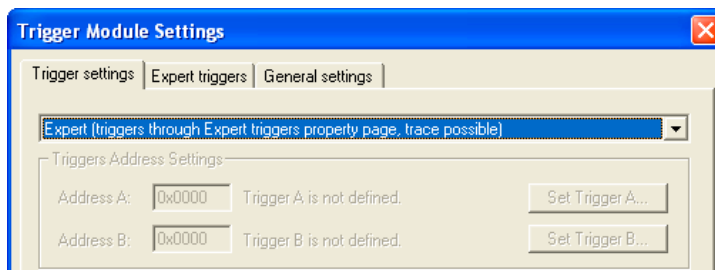 Trigger Module Settings
Trigger settings Expert triggers General settings
Expert (triggers through Expert triggers property page, trace possible)
Triggers Address Settings
Address A: 0x0000 Trigger A is not defined. Set Trigger A...
Address B: 0x0000 Trigger B is not defined. Set Trigger B...